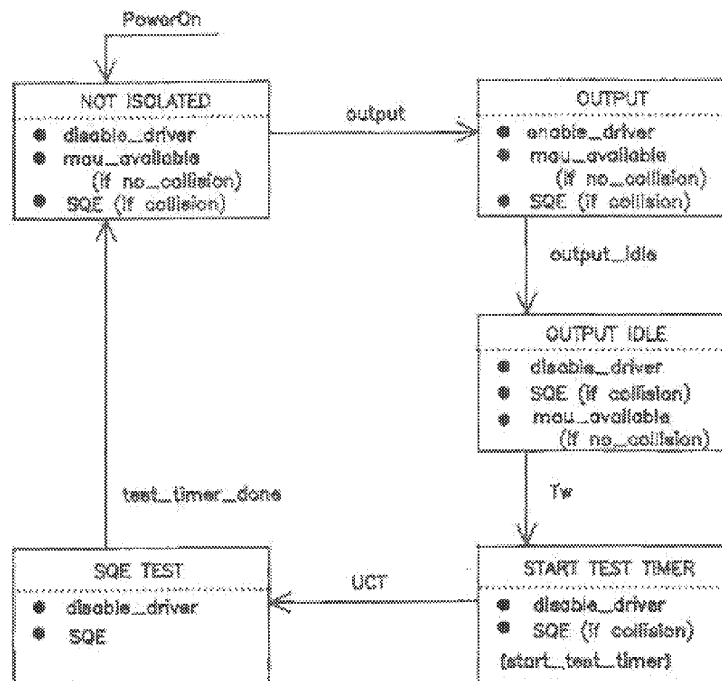 PowerOn
NOT ISOLATED
● disable_driver
● mau_available
(if no_collision)
● SQE (if collision)
output
OUTPUT
● enable_driver
● mau_available
(if no_collision)
● SQE (if collision)
output_idle
OUTPUT IDLE
● disable_driver
● SQE (if collision)
● mau_available
(if no_collision)
Tw
START TEST TIMER
● disable_driver
● SQE (if collision)
[start_test_timer]
UCT
SQE TEST
● disable_driver
● SQE
test_timer_done